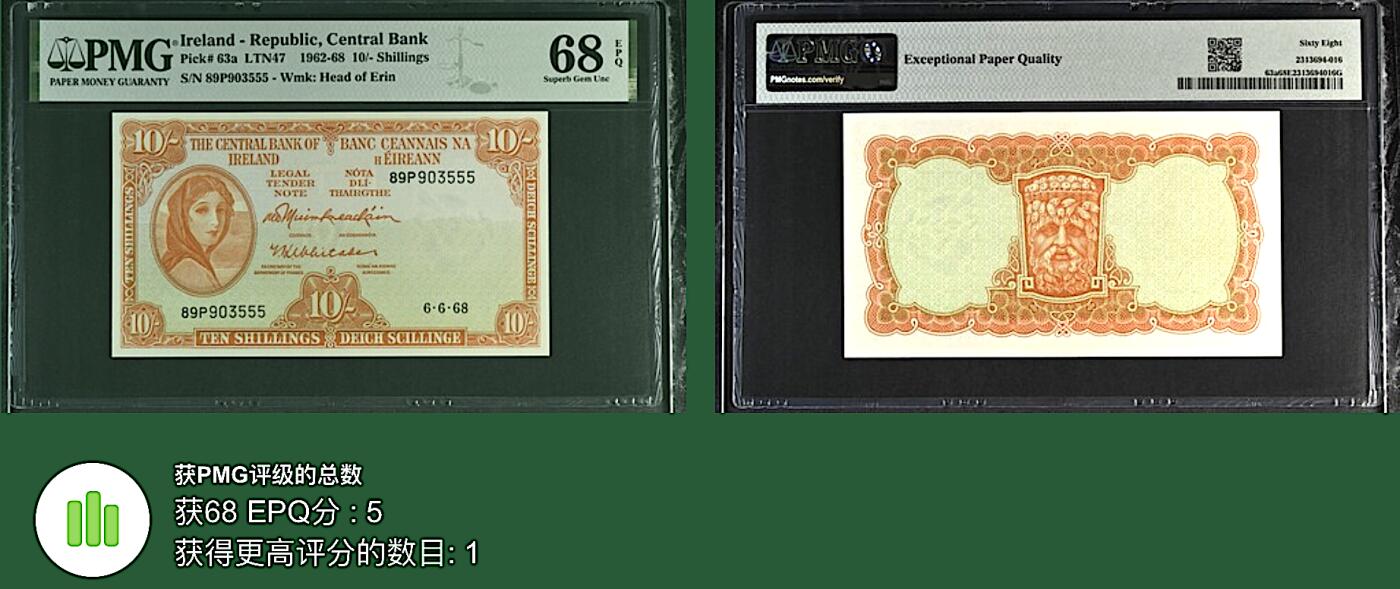 PMG
PAPER MONEY GUARANTY
Ireland - Republic, Central Bank
Pick# 63a LTN47 1962-68 10/- Shillings
S/N 89P903555 - Wmk: Head of Erin
68
EPQ
Superb Gem Unc
10/-
THE CENTRAL BANK OF IRELAND
BANC CEANNAIS NA hÉIREANN
10/-
LEGAL TENDER NOTE
NÓTA DLÍ-THAIRGTHE
89P903555
TEN SHILLINGS
DEICH SCILLINGE
89P903555
10/-
6·6·68
10/-
10/-
TEN SHILLINGS
DEICH SCILLINGE
PMG
PMGnotes.com/verify
Exceptional Paper Quality
Sixty Eight
2313694-016
63a68E2313694016G
获PMG评级的总数
获68 EPQ分 : 5
获得更高评分的数目: 1